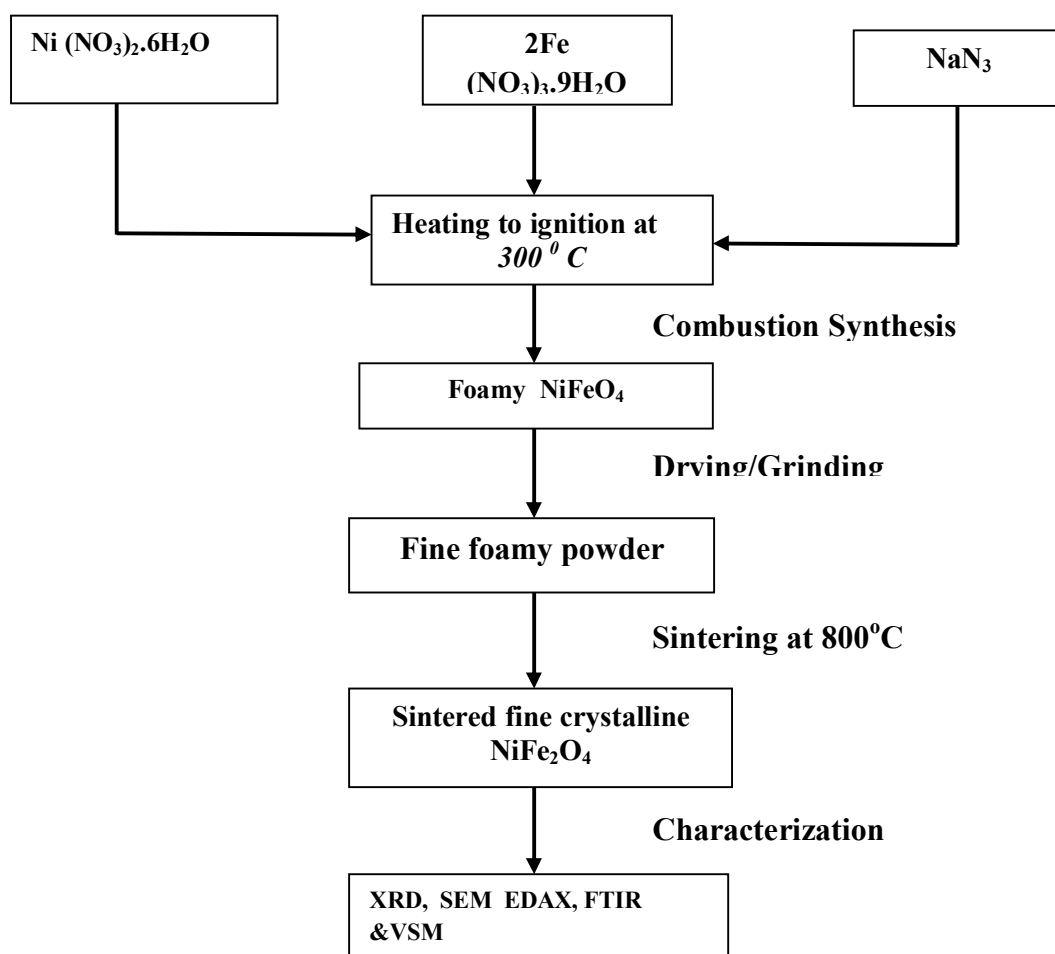 Ni (NO₃)₂.6H₂O
2Fe
(NO₃)₃.9H₂O
NaN₃
Heating to ignition at
300 ⁰ C
Combustion Synthesis
Foamy NiFeO₄
Drying/Grinding
Fine foamy powder
Sintering at 800°C
Sintered fine crystalline
NiFe₂O₄
Characterization
XRD, SEM EDAX, FTIR
&VSM